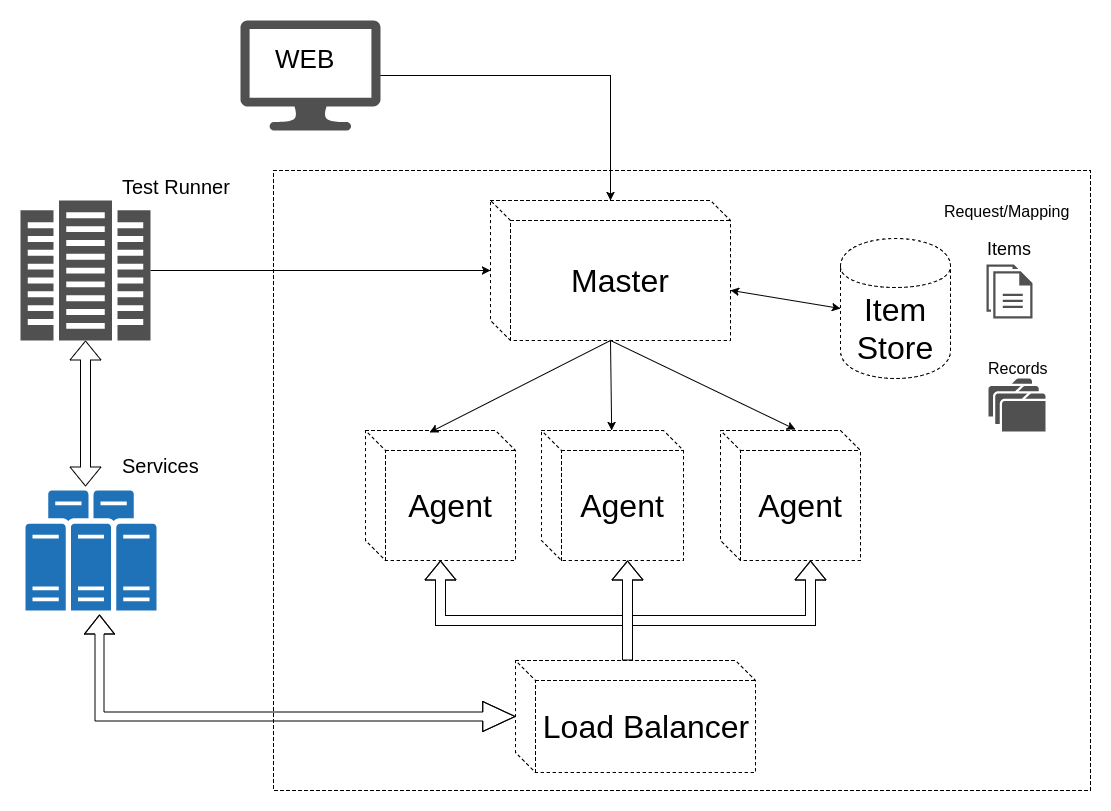 WEB
Test Runner
Request/Mapping
Items
Master
Item
Store
Records
Services
Agent
Agent
Agent
Load Balancer